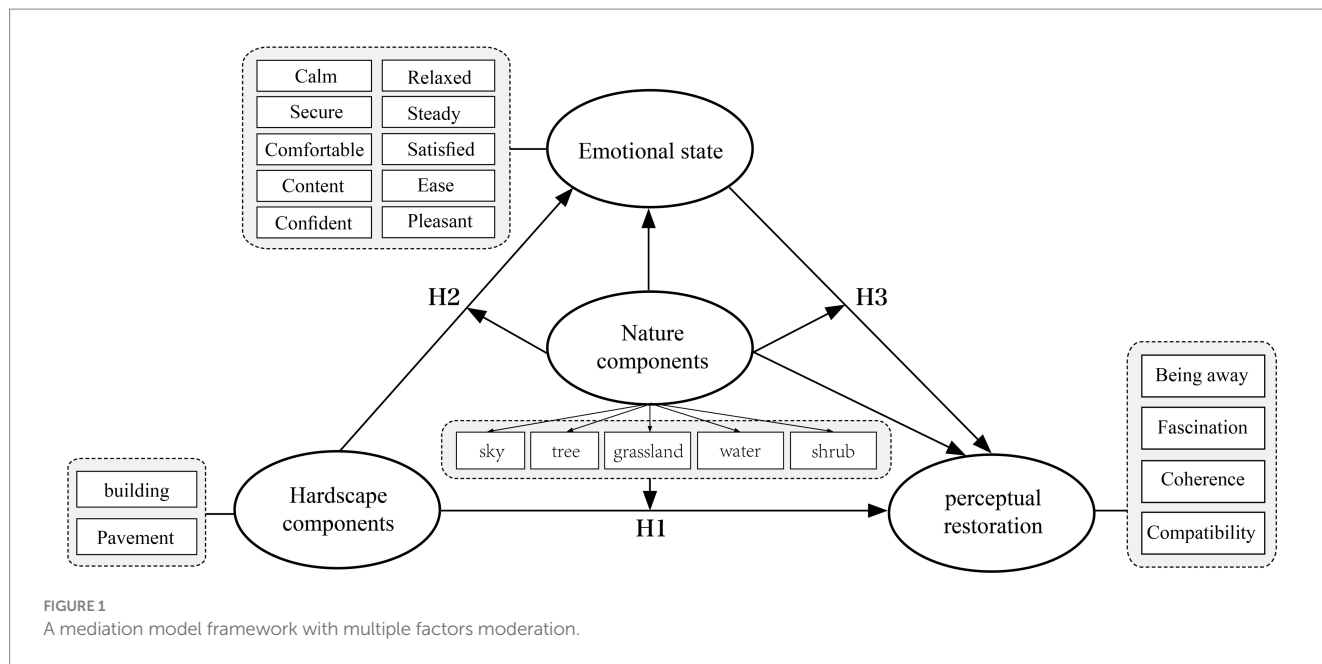 Calm
Relaxed
Secure
Steady
Comfortable
Satisfied
Content
Ease
Confident
Pleasant
Emotional state
H2
H3
Nature
components
sky
tree
grassland
water
shrub
building
Pavement
Hardscape
components
H1
perceptual
restoration
Being away
Fascination
Coherence
Compatibility
FIGURE 1
A mediation model framework with multiple factors moderation.